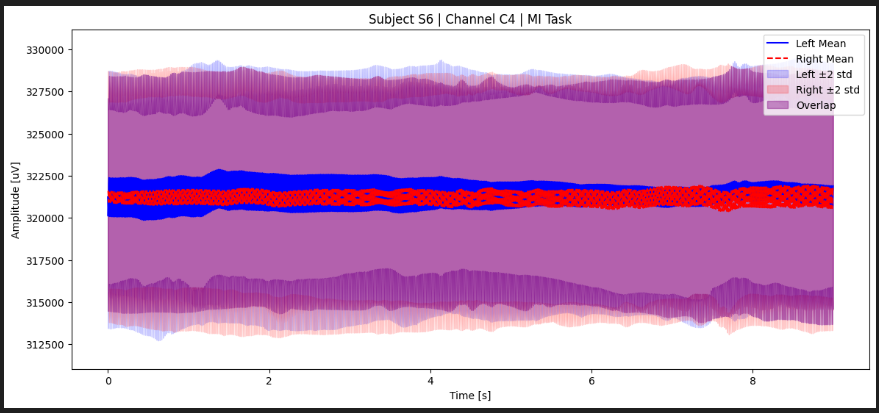 Subject S6 | Channel C4 | MI Task
Amplitude [uV]
330000
327500
325000
322500
320000
317500
315000
312500
Left Mean
Right Mean
Left ±2 std
Right ±2 std
Overlap
0 2 4 6 8
Time [s]